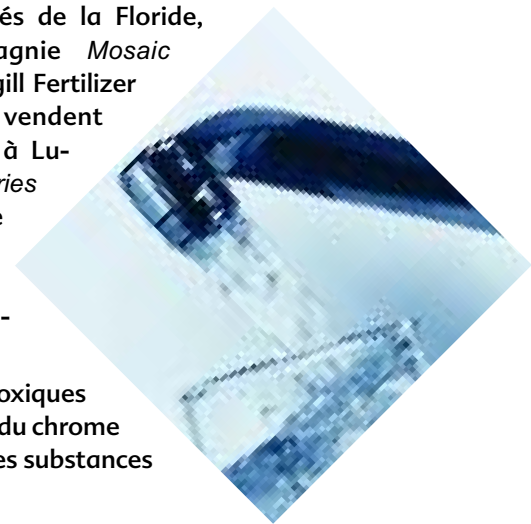 és de la Floride,
agnie Mosaic
gill Fertilizer
vendent
à Lu-
ries
e
-
oxiques
du chrome
es substances